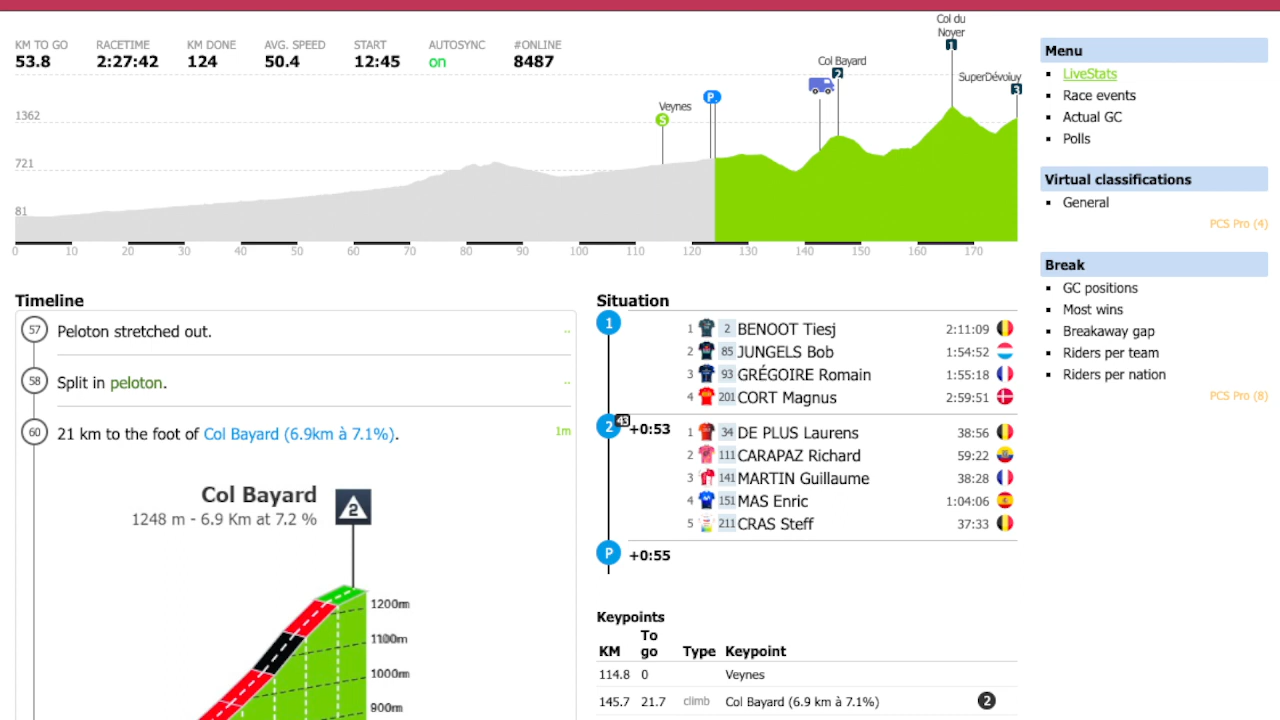 KM TO GO RACETIME KM DONE AVG. SPEED START AUTOSYNC #ONLINE
53.8 2:27:42 124 50.4 12:45 on 8487
Col du
Noyer
1
Col Bayard
2
SuperDévoluy
3
Veynes
S
P.
1362
721
81
0 10 20 30 40 50 60 70 80 90 100 110 120 130 140 150 160 170
Menu
LiveStats
Race events
Actual GC
Polls
Virtual classifications
General
PCS Pro (4)
Break
GC positions
Most wins
Breakaway gap
Riders per team
Riders per nation
PCS Pro (8)
Timeline
57 Peloton stretched out. ..
58 Split in peloton. ..
60 21 km to the foot of Col Bayard (6.9km à 7.1%). 1m
Col Bayard
1248 m - 6.9 Km at 7.2 %
2
1200m
1100m
1000m
900m
Situation
1
1 2 BENOOT Tiesj 2:11:09
2 85 JUNGELS Bob 1:54:52
3 93 GRÉGOIRE Romain 1:55:18
4 201 CORT Magnus 2:59:51
2 43 +0:53
1 34 DE PLUS Laurens 38:56
2 111 CARAPAZ Richard 59:22
3 141 MARTIN Guillaume 38:28
4 151 MAS Enric 1:04:06
5 211 CRAS Steff 37:33
P +0:55
Keypoints
KM To go Type Keypoint
114.8 0 Veynes
145.7 21.7 climb Col Bayard (6.9 km à 7.1%) 2